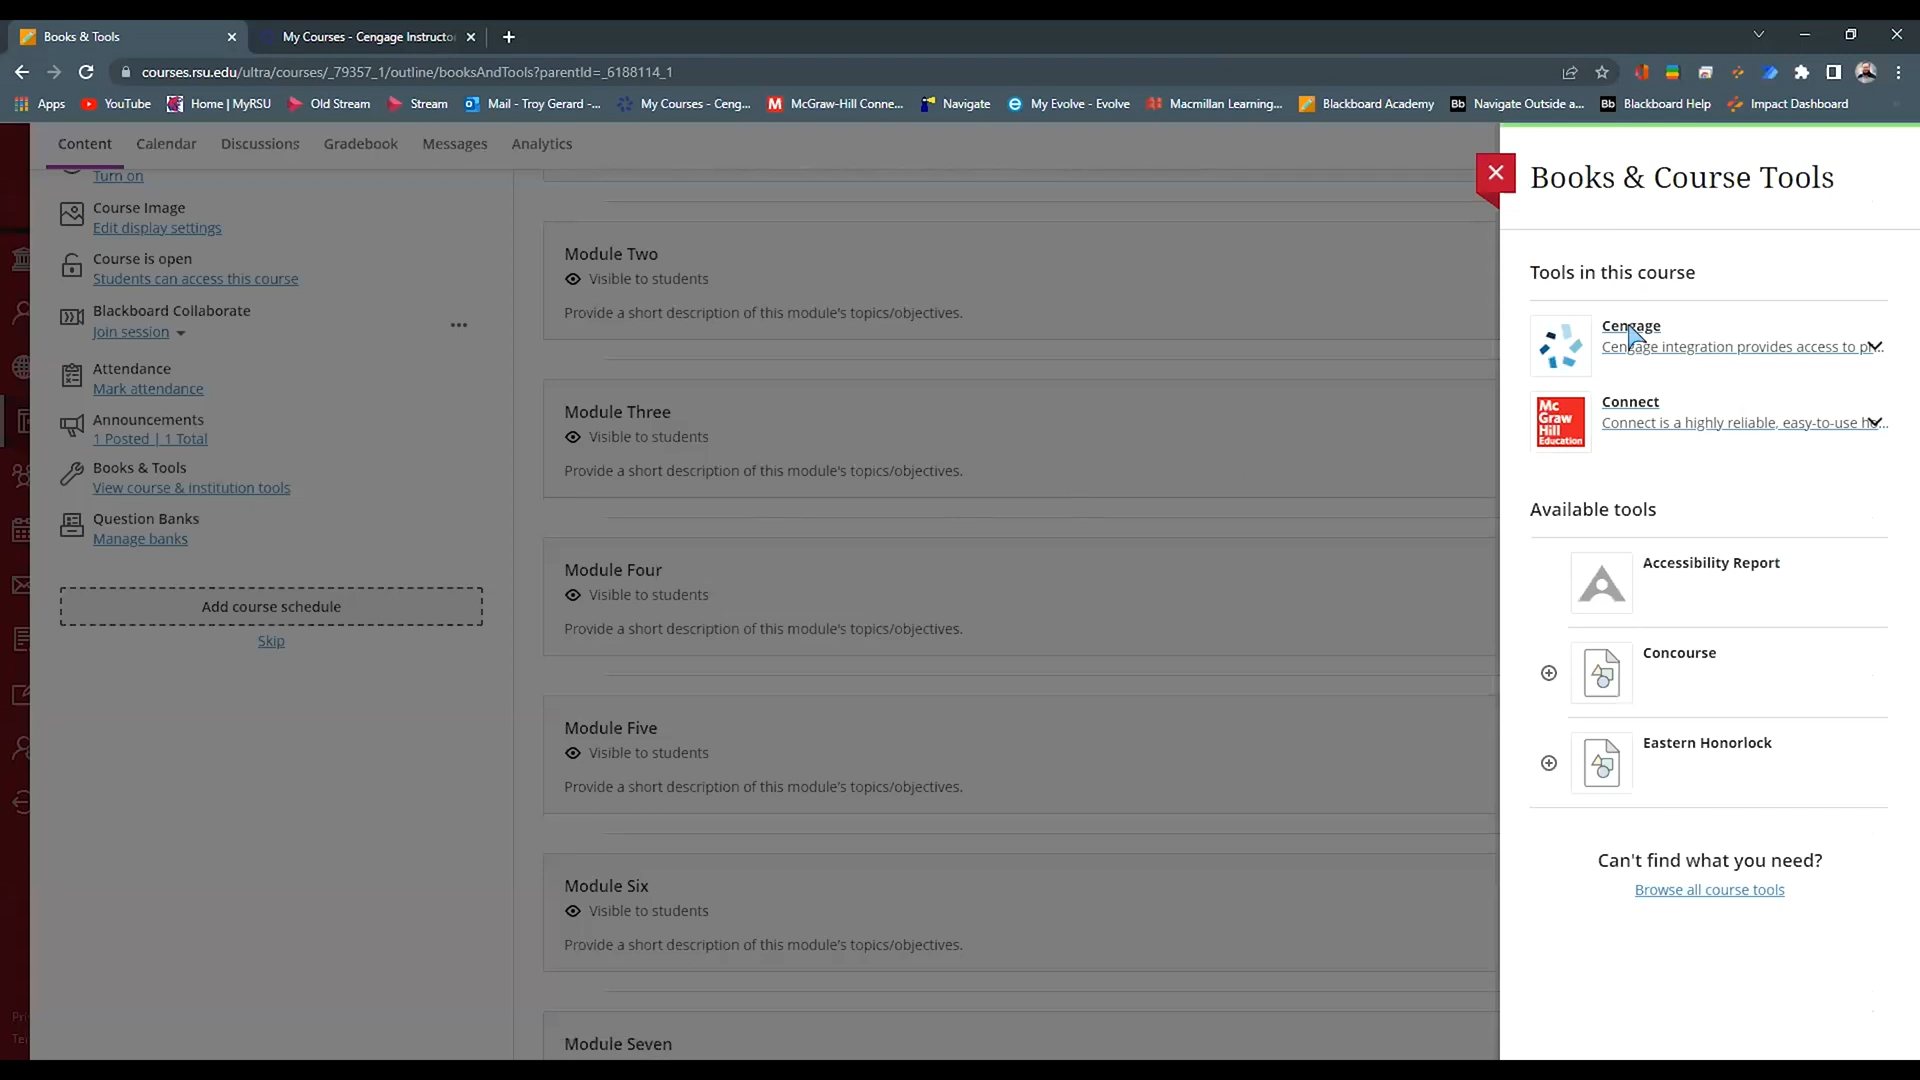 Books & Tools
My Courses - Cengage Instructo
courses.rsu.edu/ultra/courses/_79357_1/outline/booksAndTools?parentId=_6188114_1
Apps
YouTube
Home | MyRSU
Old Stream
Stream
Mail - Troy Gerard -...
My Courses - Ceng...
McGraw-Hill Conne...
Navigate
My Evolve - Evolve
Macmillan Learning...
Blackboard Academy
Bb Navigate Outside a...
Bb Blackboard Help
Impact Dashboard
Content
Calendar
Discussions
Gradebook
Messages
Analytics
Turn on
Course Image
Edit display settings
Course is open
Students can access this course
Blackboard Collaborate
Join session
Attendance
Mark attendance
Announcements
1 Posted | 1 Total
Books & Tools
View course & institution tools
Question Banks
Manage banks
Add course schedule
Skip
Module Two
Visible to students
Provide a short description of this module's topics/objectives.
Module Three
Visible to students
Provide a short description of this module's topics/objectives.
Module Four
Visible to students
Provide a short description of this module's topics/objectives.
Module Five
Visible to students
Provide a short description of this module's topics/objectives.
Module Six
Visible to students
Provide a short description of this module's topics/objectives.
Module Seven
Books & Course Tools
Tools in this course
Cengage
Cengage integration provides access to pr...
Mc
Graw
Hill
Education
Connect
Connect is a highly reliable, easy-to-use ho...
Available tools
Accessibility Report
Concourse
Eastern Honorlock
Can't find what you need?
Browse all course tools